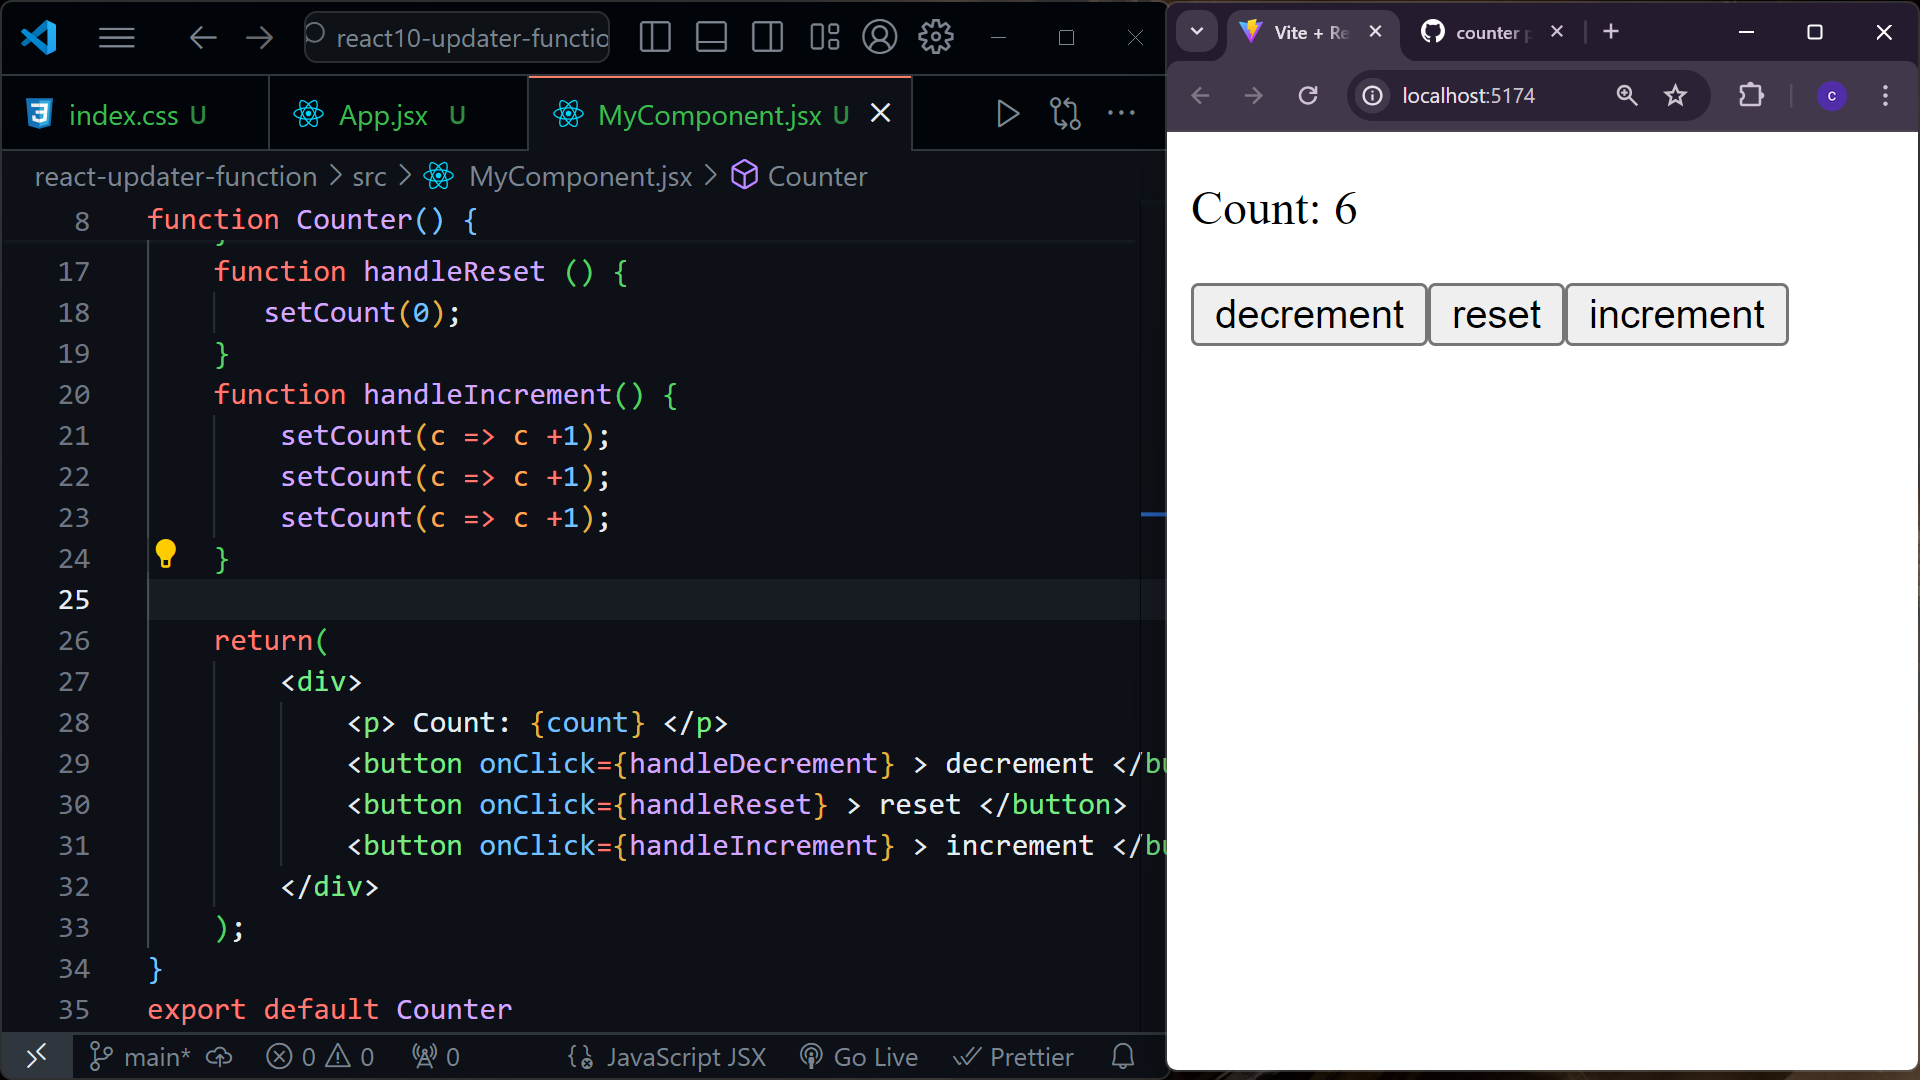 react10-updater-functio
index.css U
App.jsx U
MyComponent.jsx U
react-updater-function > src > MyComponent.jsx > Counter
8 function Counter() {
17 function handleReset () {
18 setCount(0);
19 }
20 function handleIncrement() {
21 setCount(c => c +1);
22 setCount(c => c +1);
23 setCount(c => c +1);
24 }
25
26 return(
27 <div>
28 <p> Count: {count} </p>
29 <button onClick={handleDecrement} > decrement </bu
30 <button onClick={handleReset} > reset </button>
31 <button onClick={handleIncrement} > increment </bu
32 </div>
33 );
34 }
35 export default Counter
main* 0 0 0 JavaScript JSX Go Live Prettier
Vite + Re
counter p
localhost:5174
c
Count: 6
decrement reset increment